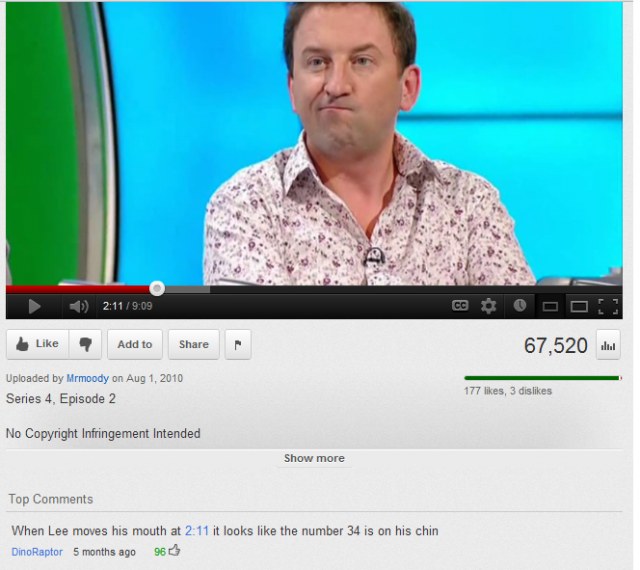 2:11 / 9:09
CC
Like
Add to
Share
67,520
Uploaded by Mrmoody on Aug 1, 2010
177 likes, 3 dislikes
Series 4, Episode 2
No Copyright Infringement Intended
Show more
Top Comments
When Lee moves his mouth at 2:11 it looks like the number 34 is on his chin
DinoRaptor 5 months ago 96